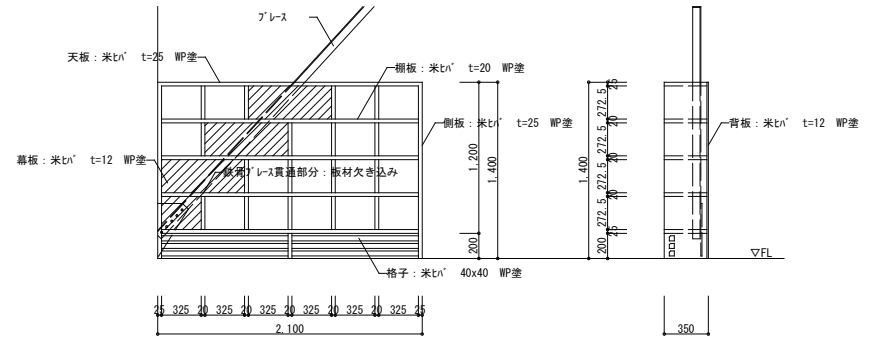 ブレース
天板：米ヒバ t=25 WP塗
棚板：米ヒバ t=20 WP塗
側板：米ヒバ t=25 WP塗
背板：米ヒバ t=12 WP塗
幕板：米ヒバ t=12 WP塗
鉄骨ブレース貫通部分：板材欠き込み
格子：米ヒバ 40x40 WP塗
1,200
200
1,400
1,400
25
272.5
20
272.5
20
272.5
20
272.5
25
200
▽FL
25 325 20 325 20 325 20 325 20 325 20 325 25
2,100
350